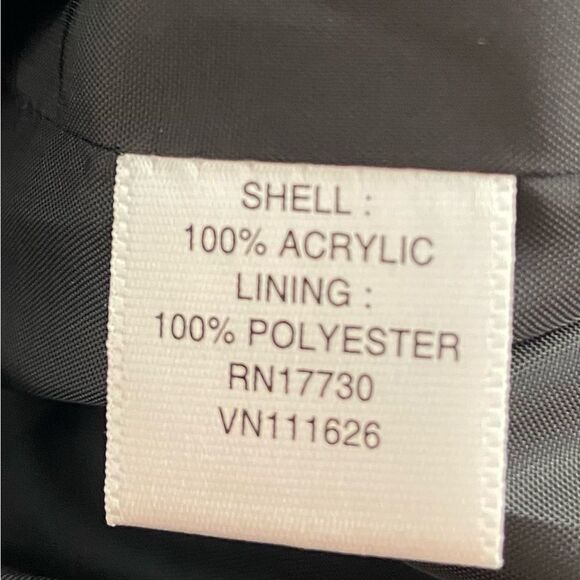 SHELL :
100% ACRYLIC
LINING :
100% POLYESTER
RN17730
VN111626